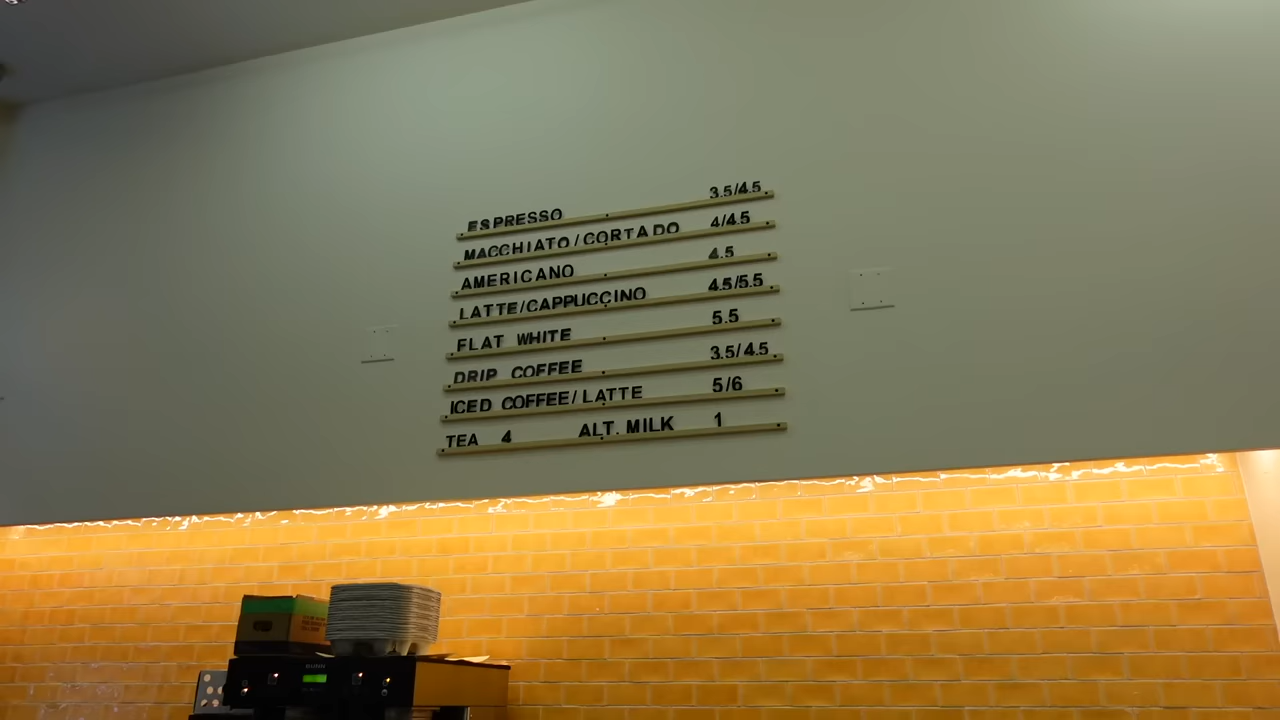 ESPRESSO 3.5/4.5
MACCHIATO/CORTADO 4/4.5
AMERICANO 4.5
LATTE/CAPPUCCINO 4.5/5.5
FLAT WHITE 5.5
DRIP COFFEE 3.5/4.5
ICED COFFEE/LATTE 5/6
TEA 4 ALT. MILK 1